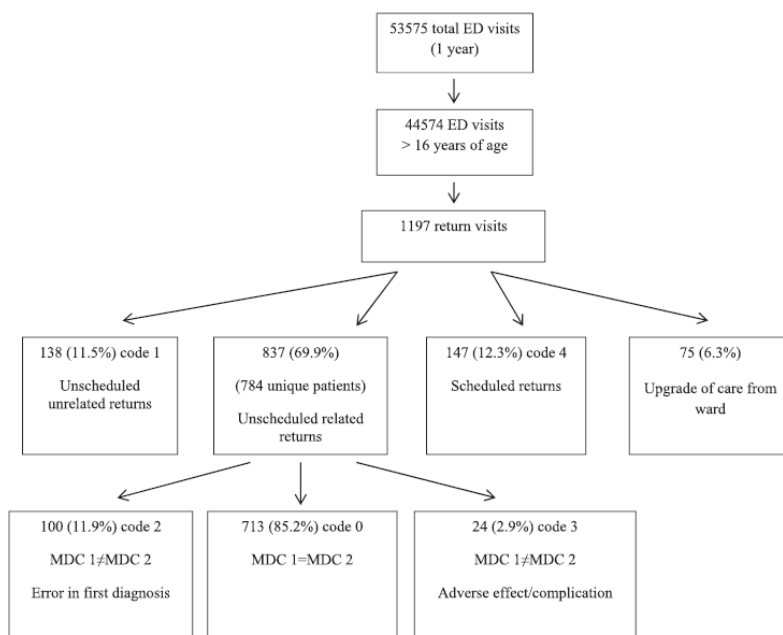 53575 total ED visits
(1 year)
44574 ED visits
> 16 years of age
1197 return visits
138 (11.5%) code 1
Unscheduled
unrelated returns
837 (69.9%)
(784 unique patients)
Unscheduled related
returns
147 (12.3%) code 4
Scheduled returns
75 (6.3%)
Upgrade of care from
ward
100 (11.9%) code 2
MDC 1≠MDC 2
Error in first diagnosis
713 (85.2%) code 0
MDC 1=MDC 2
24 (2.9%) code 3
MDC 1≠MDC 2
Adverse effect/complication